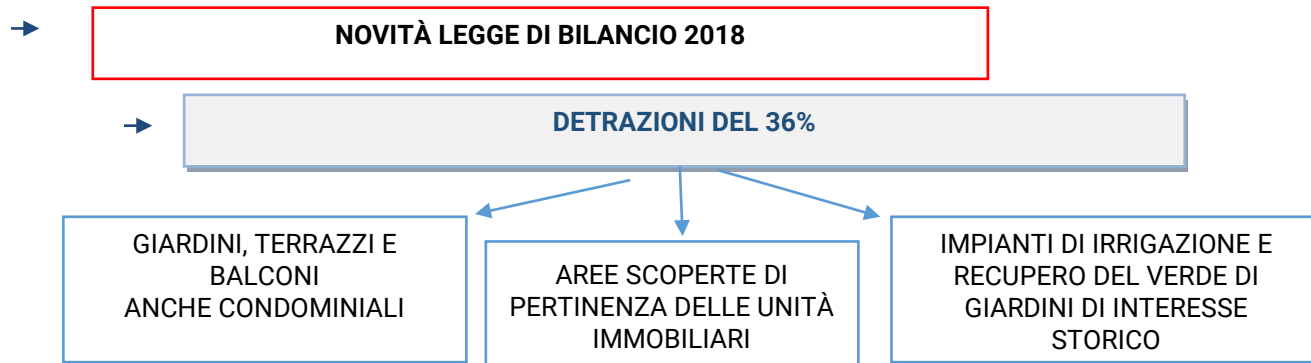 NOVITÀ LEGGE DI BILANCIO 2018
DETRAZIONI DEL 36%
GIARDINI, TERRAZZI E
BALCONI
ANCHE CONDOMINIALI
AREE SCOPERTE DI
PERTINENZA DELLE UNITÀ
IMMOBILIARI
IMPIANTI DI IRRIGAZIONE E
RECUPERO DEL VERDE DI
GIARDINI DI INTERESSE
STORICO